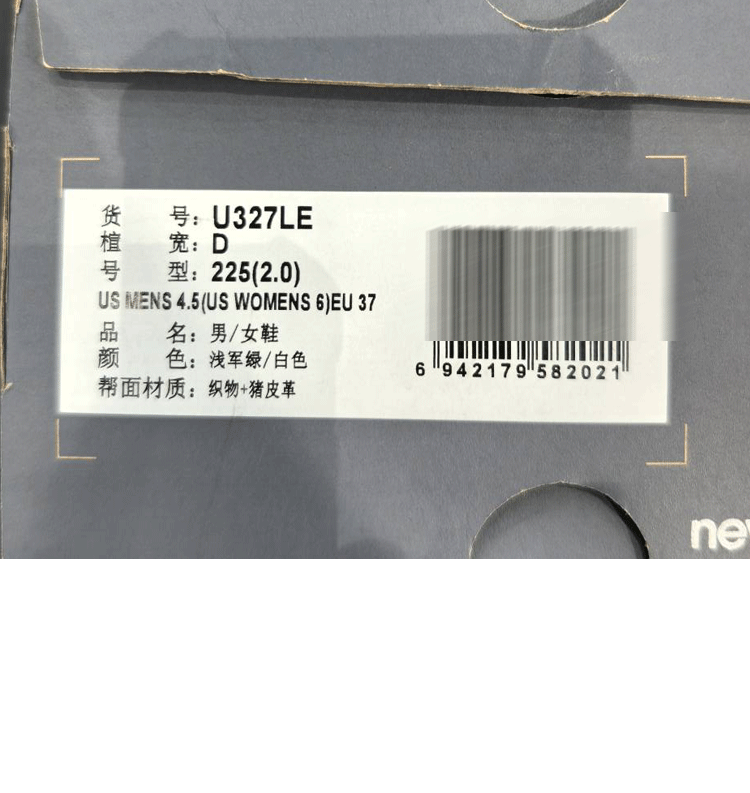 货 号：U327LE
楦 宽：D
号 型：225(2.0)
US MENS 4.5(US WOMENS 6)EU 37
品 名：男/女鞋
颜 色：浅军绿/白色
帮面材质：织物+猪皮革
6 942179 582021